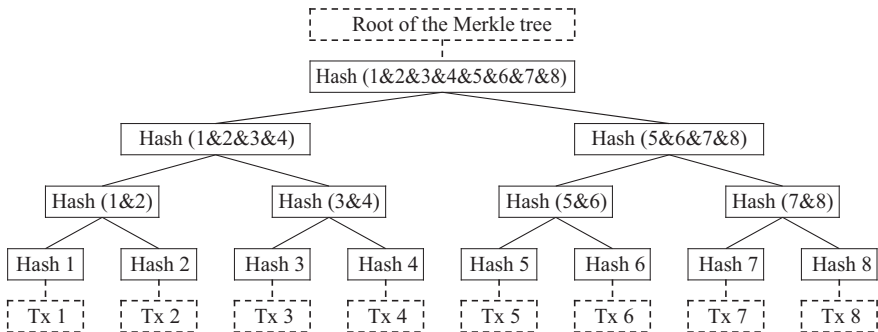 Root of the Merkle tree
Hash (1&2&3&4&5&6&7&8)
Hash (1&2&3&4) Hash (5&6&7&8)
Hash (1&2) Hash (3&4) Hash (5&6) Hash (7&8)
Hash 1 Hash 2 Hash 3 Hash 4 Hash 5 Hash 6 Hash 7 Hash 8
Tx 1 Tx 2 Tx 3 Tx 4 Tx 5 Tx 6 Tx 7 Tx 8